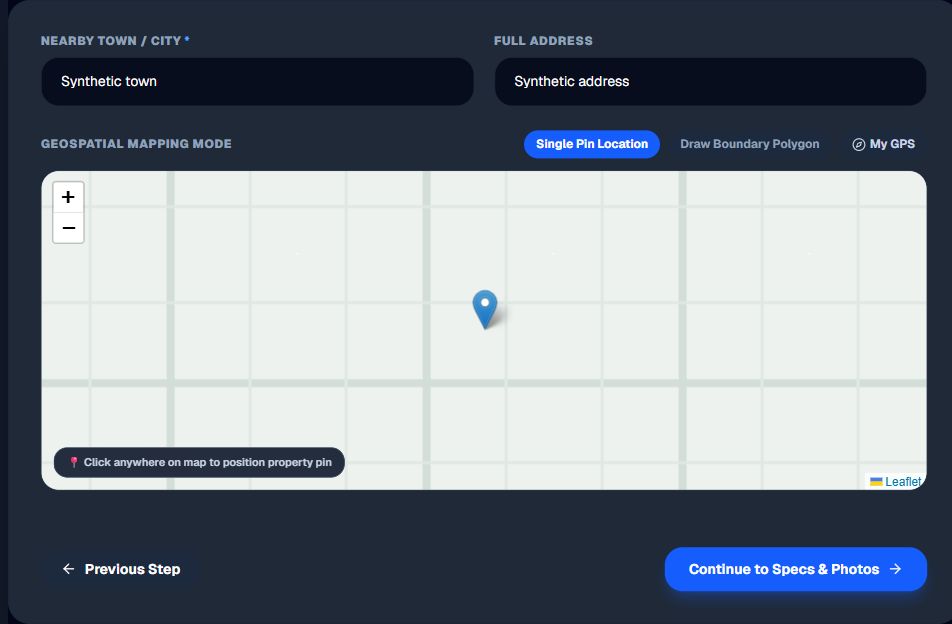 NEARBY TOWN / CITY *
FULL ADDRESS
Synthetic town
Synthetic address
GEOSPATIAL MAPPING MODE
Single Pin Location
Draw Boundary Polygon
My GPS
+
−
📍 Click anywhere on map to position property pin
Leaflet
← Previous Step
Continue to Specs & Photos →